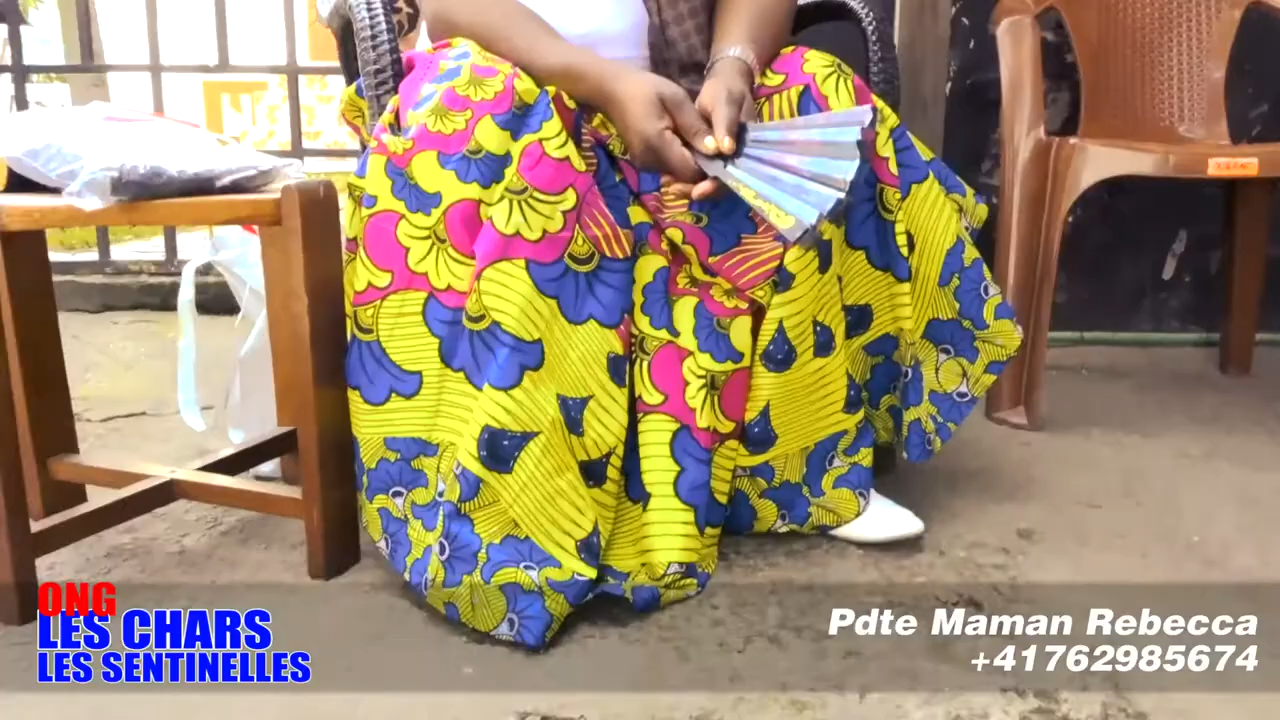 ONG
LES CHARS
LES SENTINELLES
Pdte Maman Rebecca
+41762985674